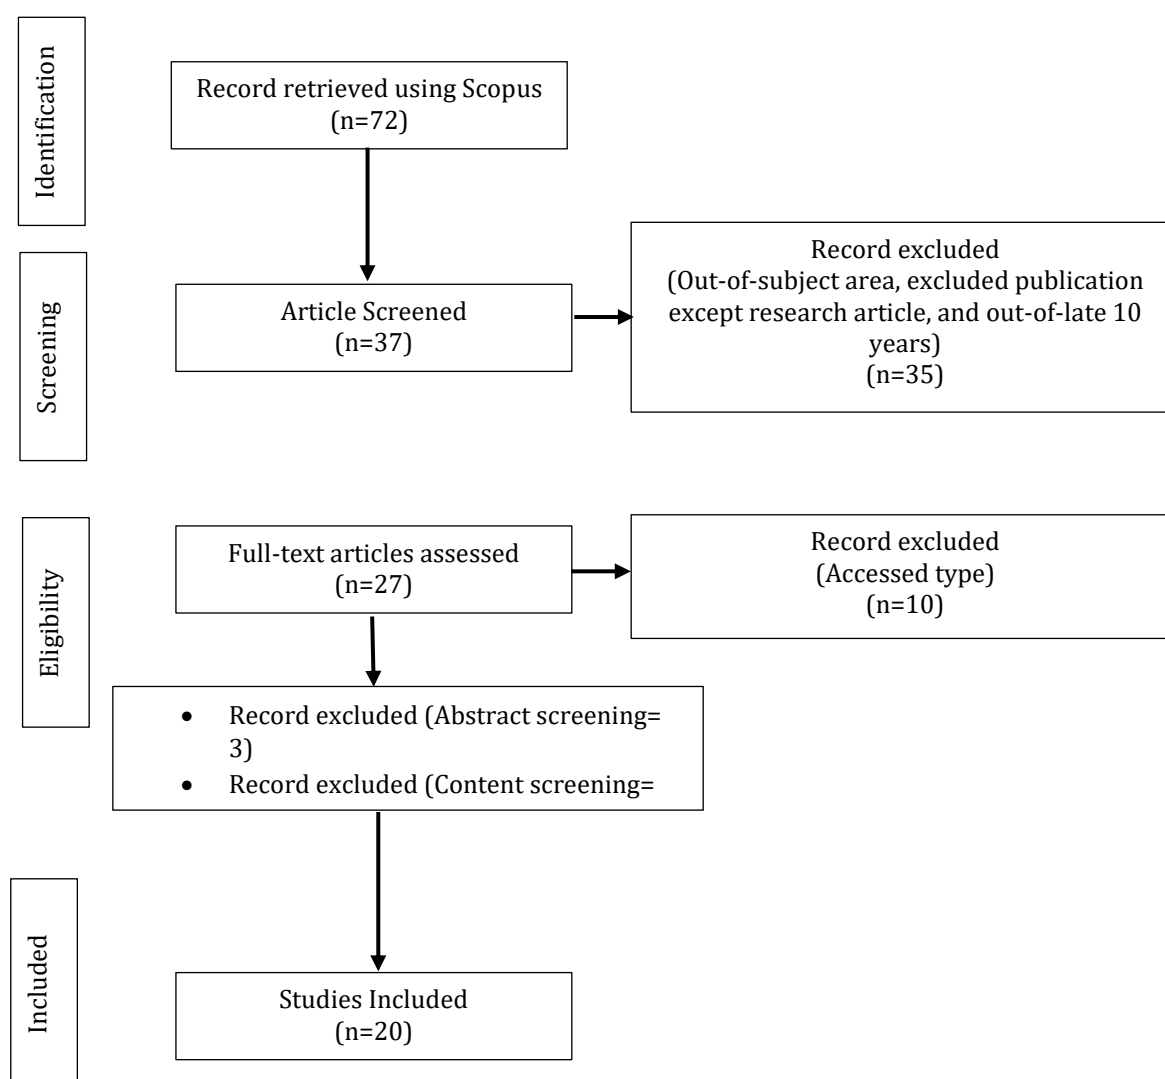 Identification
Record retrieved using Scopus
(n=72)
Screening
Article Screened
(n=37)
Record excluded
(Out-of-subject area, excluded publication
except research article, and out-of-late 10
years)
(n=35)
Eligibility
Full-text articles assessed
(n=27)
Record excluded
(Accessed type)
(n=10)
• Record excluded (Abstract screening=
3)
• Record excluded (Content screening=
Included
Studies Included
(n=20)